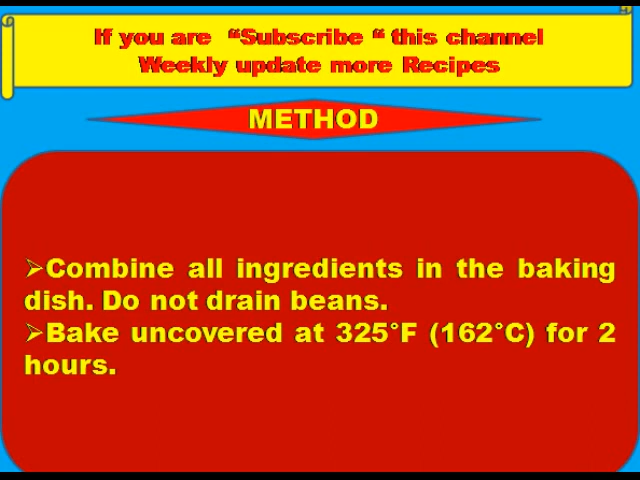 If you are “Subscribe “ this channel
Weekly update more Recipes
METHOD
➢Combine all ingredients in the baking
dish. Do not drain beans.
➢Bake uncovered at 325°F (162°C) for 2
hours.